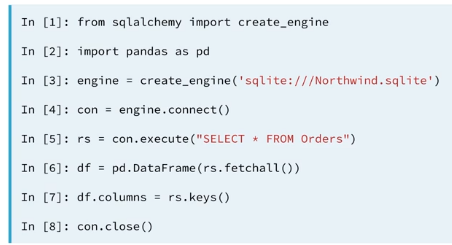 In [1]: from sqlalchemy import create_engine
In [2]: import pandas as pd
In [3]: engine = create_engine('sqlite:///Northwind.sqlite')
In [4]: con = engine.connect()
In [5]: rs = con.execute("SELECT * FROM Orders")
In [6]: df = pd.DataFrame(rs.fetchall())
In [7]: df.columns = rs.keys()
In [8]: con.close()